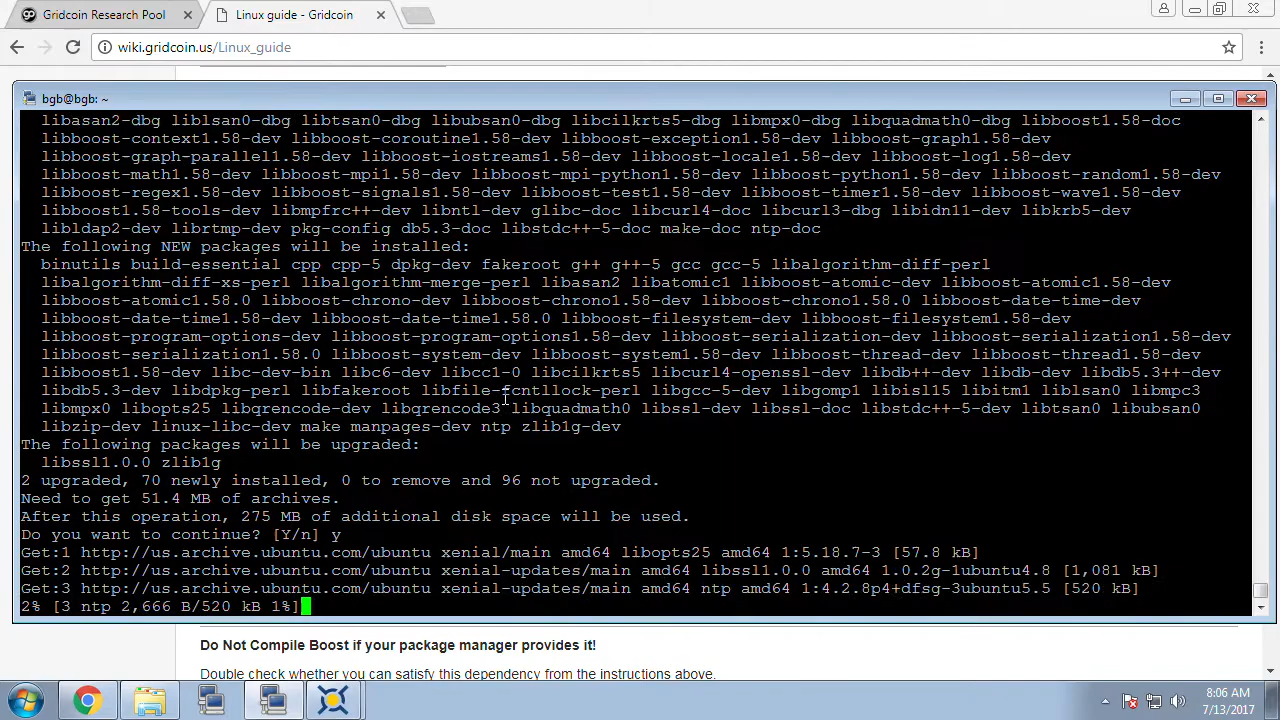 Gridcoin Research Pool
Linux guide - Gridcoin
wiki.gridcoin.us/Linux_guide
bgb@bgb: ~
libasan2-dbg liblsan0-dbg libtsan0-dbg libubsan0-dbg libcilkrts5-dbg libmpx0-dbg libquadmath0-dbg libboost1.58-doc
libboost-context1.58-dev libboost-coroutine1.58-dev libboost-exception1.58-dev libboost-graph1.58-dev
libboost-graph-parallel1.58-dev libboost-iostreams1.58-dev libboost-locale1.58-dev libboost-log1.58-dev
libboost-math1.58-dev libboost-mpi1.58-dev libboost-mpi-python1.58-dev libboost-python1.58-dev libboost-random1.58-dev
libboost-regex1.58-dev libboost-signals1.58-dev libboost-test1.58-dev libboost-timer1.58-dev libboost-wave1.58-dev
libboost1.58-tools-dev libmpfrc++-dev libntl-dev glibc-doc libcurl4-doc libcurl3-dbg libidn11-dev libkrb5-dev
libldap2-dev librtmp-dev pkg-config db5.3-doc libstdc++-5-doc make-doc ntp-doc
The following NEW packages will be installed:
binutils build-essential cpp cpp-5 dpkg-dev fakeroot g++ g++-5 gcc gcc-5 libalgorithm-diff-perl
libalgorithm-diff-xs-perl libalgorithm-merge-perl libasan2 libatomic1 libboost-atomic-dev libboost-atomic1.58-dev
libboost-atomic1.58.0 libboost-chrono-dev libboost-chrono1.58-dev libboost-chrono1.58.0 libboost-date-time-dev
libboost-date-time1.58-dev libboost-date-time1.58.0 libboost-filesystem-dev libboost-filesystem1.58-dev
libboost-program-options-dev libboost-program-options1.58-dev libboost-serialization-dev libboost-serialization1.58-dev
libboost-serialization1.58.0 libboost-system-dev libboost-system1.58-dev libboost-thread-dev libboost-thread1.58-dev
libboost1.58-dev libc-dev-bin libc6-dev libcc1-0 libcilkrts5 libcurl4-openssl-dev libdb++-dev libdb-dev libdb5.3++-dev
libdb5.3-dev libdpkg-perl libfakeroot libfile-fcntllock-perl libgcc-5-dev libgomp1 libisl15 libitm1 liblsan0 libmpc3
libmpx0 libopts25 libqrencode-dev libqrencode3 libquadmath0 libssl-dev libssl-doc libstdc++-5-dev libtsan0 libubsan0
libzip-dev linux-libc-dev make manpages-dev ntp zlib1g-dev
The following packages will be upgraded:
libssl1.0.0 zlib1g
2 upgraded, 70 newly installed, 0 to remove and 96 not upgraded.
Need to get 51.4 MB of archives.
After this operation, 275 MB of additional disk space will be used.
Do you want to continue? [Y/n] y
Get:1 http://us.archive.ubuntu.com/ubuntu xenial/main amd64 libopts25 amd64 1:5.18.7-3 [57.8 kB]
Get:2 http://us.archive.ubuntu.com/ubuntu xenial-updates/main amd64 libssl1.0.0 amd64 1.0.2g-1ubuntu4.8 [1,081 kB]
Get:3 http://us.archive.ubuntu.com/ubuntu xenial-updates/main amd64 ntp amd64 1:4.2.8p4+dfsg-3ubuntu5.5 [520 kB]
2% [3 ntp 2,666 B/520 kB 1%]
Do Not Compile Boost if your package manager provides it!
Double check whether you can satisfy this dependency from the instructions above.
8:06 AM
7/13/2017